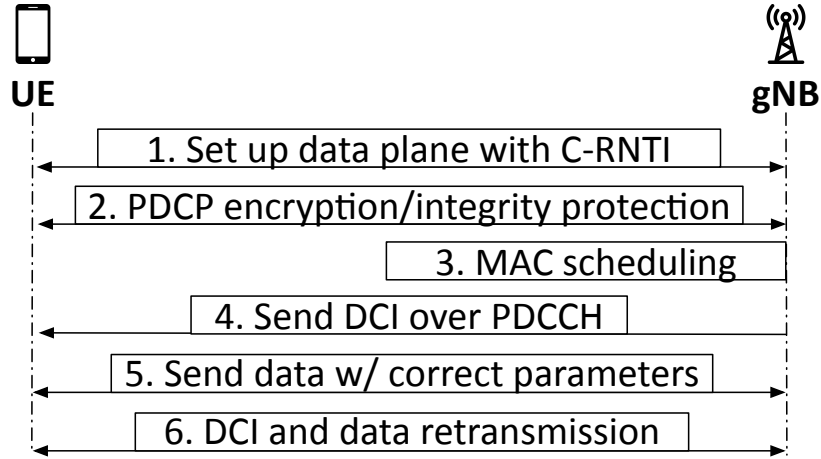 UE
gNB
1. Set up data plane with C-RNTI
2. PDCP encryption/integrity protection
3. MAC scheduling
4. Send DCI over PDCCH
5. Send data w/ correct parameters
6. DCI and data retransmission